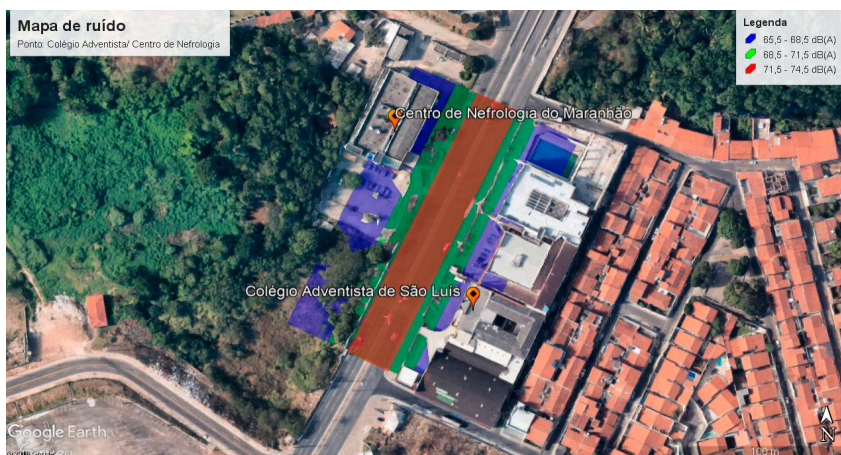 Mapa de ruído
Ponto: Colégio Adventista/ Centro de Nefrologia
Legenda
65,5 - 68,5 dB(A)
68,5 - 71,5 dB(A)
71,5 - 74,5 dB(A)
Centro de Nefrologia do Maranhão
Colégio Adventista de São Luís
Google Earth
N
100 m